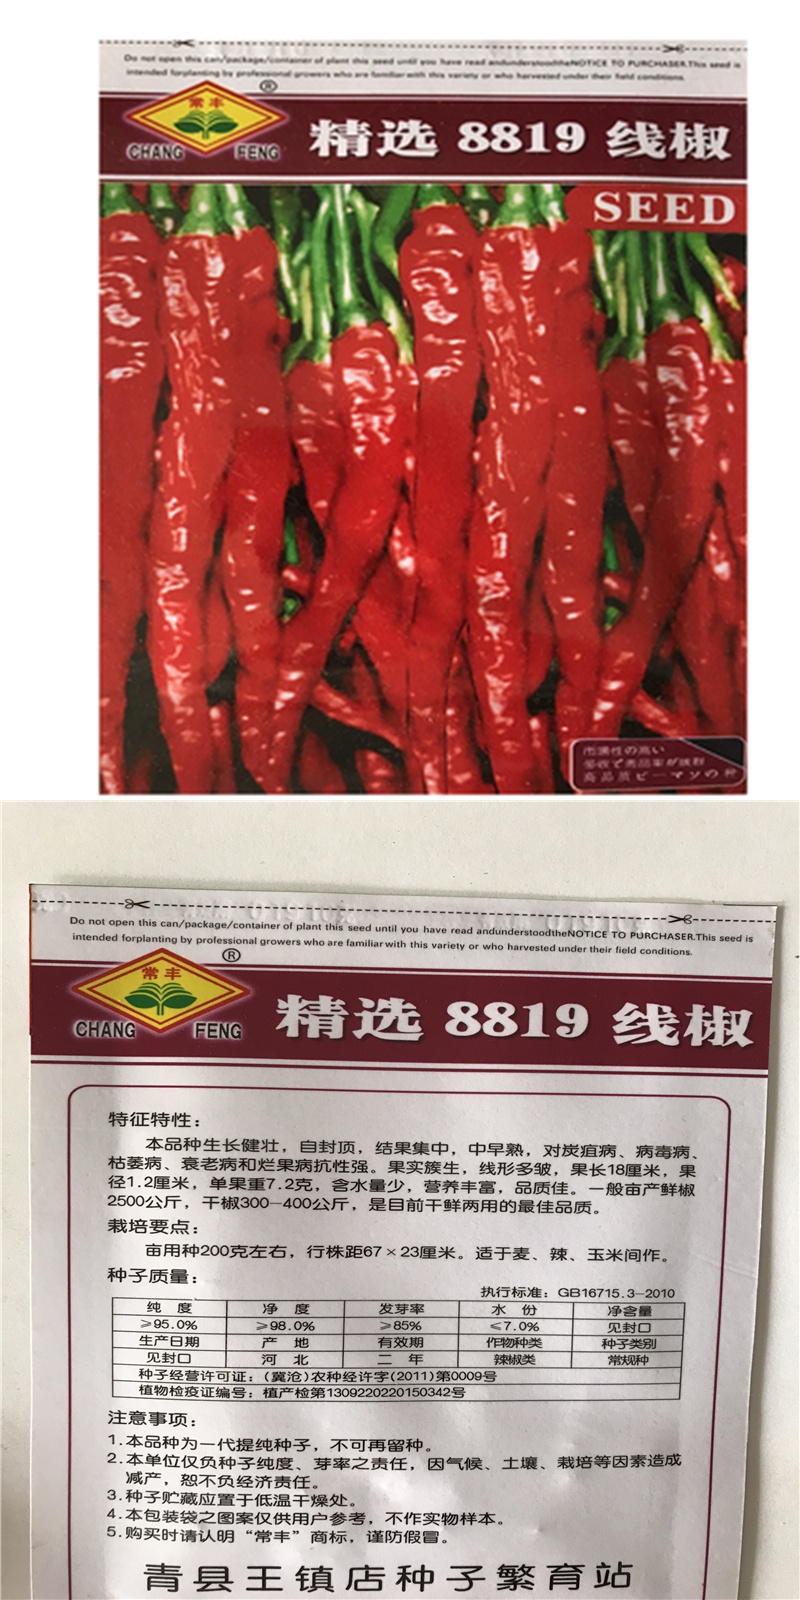 Do not open this can/package/container of plant this seed until you have read andunderstoodtheNOTICE TO PURCHASER.This seed is
intended forplanting by professional growers who are familiar with this variety or who harvested under their field conditions.
®
常丰
CHANG FENG
精选 8819 线椒
SEED
市場性の高い
高品质ピーマンの种
Do not open this can/package/container of plant this seed until you have read andunderstoodtheNOTICE TO PURCHASER.This seed is
intended forplanting by professional growers who are familiar with this variety or who harvested under their field conditions.
®
常丰
CHANG FENG
精选 8819 线椒
特征特性：
本品种生长健壮，自封顶，结果集中，中早熟，对炭疽病、病毒病、
枯萎病、衰老病和烂果病抗性强。果实簇生，线形多皱，果长18厘米，果
径1.2厘米，单果重7.2克，含水量少，营养丰富，品质佳。一般亩产鲜椒
2500公斤，干椒300—400公斤，是目前干鲜两用的最佳品质。
栽培要点：
亩用种200克左右，行株距67×23厘米。适于麦、辣、玉米间作。
种子质量：
执行标准：GB16715.3-2010
纯 度 净 度 发芽率 水 份 净含量
≥95.0% ≥98.0% ≥85% ≤7.0% 见封口
生产日期 产 地 有效期 作物种类 种子类别
见封口 河 北 二 年 辣椒类 常规种
种子经营许可证：(冀沧)农种经许字(2011)第0009号
植物检疫证编号：植产检第1309220220150342号
注意事项：
1.本品种为一代提纯种子，不可再留种。
2.本单位仅负种子纯度、芽率之责任，因气候、土壤、栽培等因素造成
减产，恕不负经济责任。
3.种子贮藏应置于低温干燥处。
4.本包装袋之图案仅供用户参考，不作实物样本。
5.购买时请认明“常丰”商标，谨防假冒。
青县王镇店种子繁育站